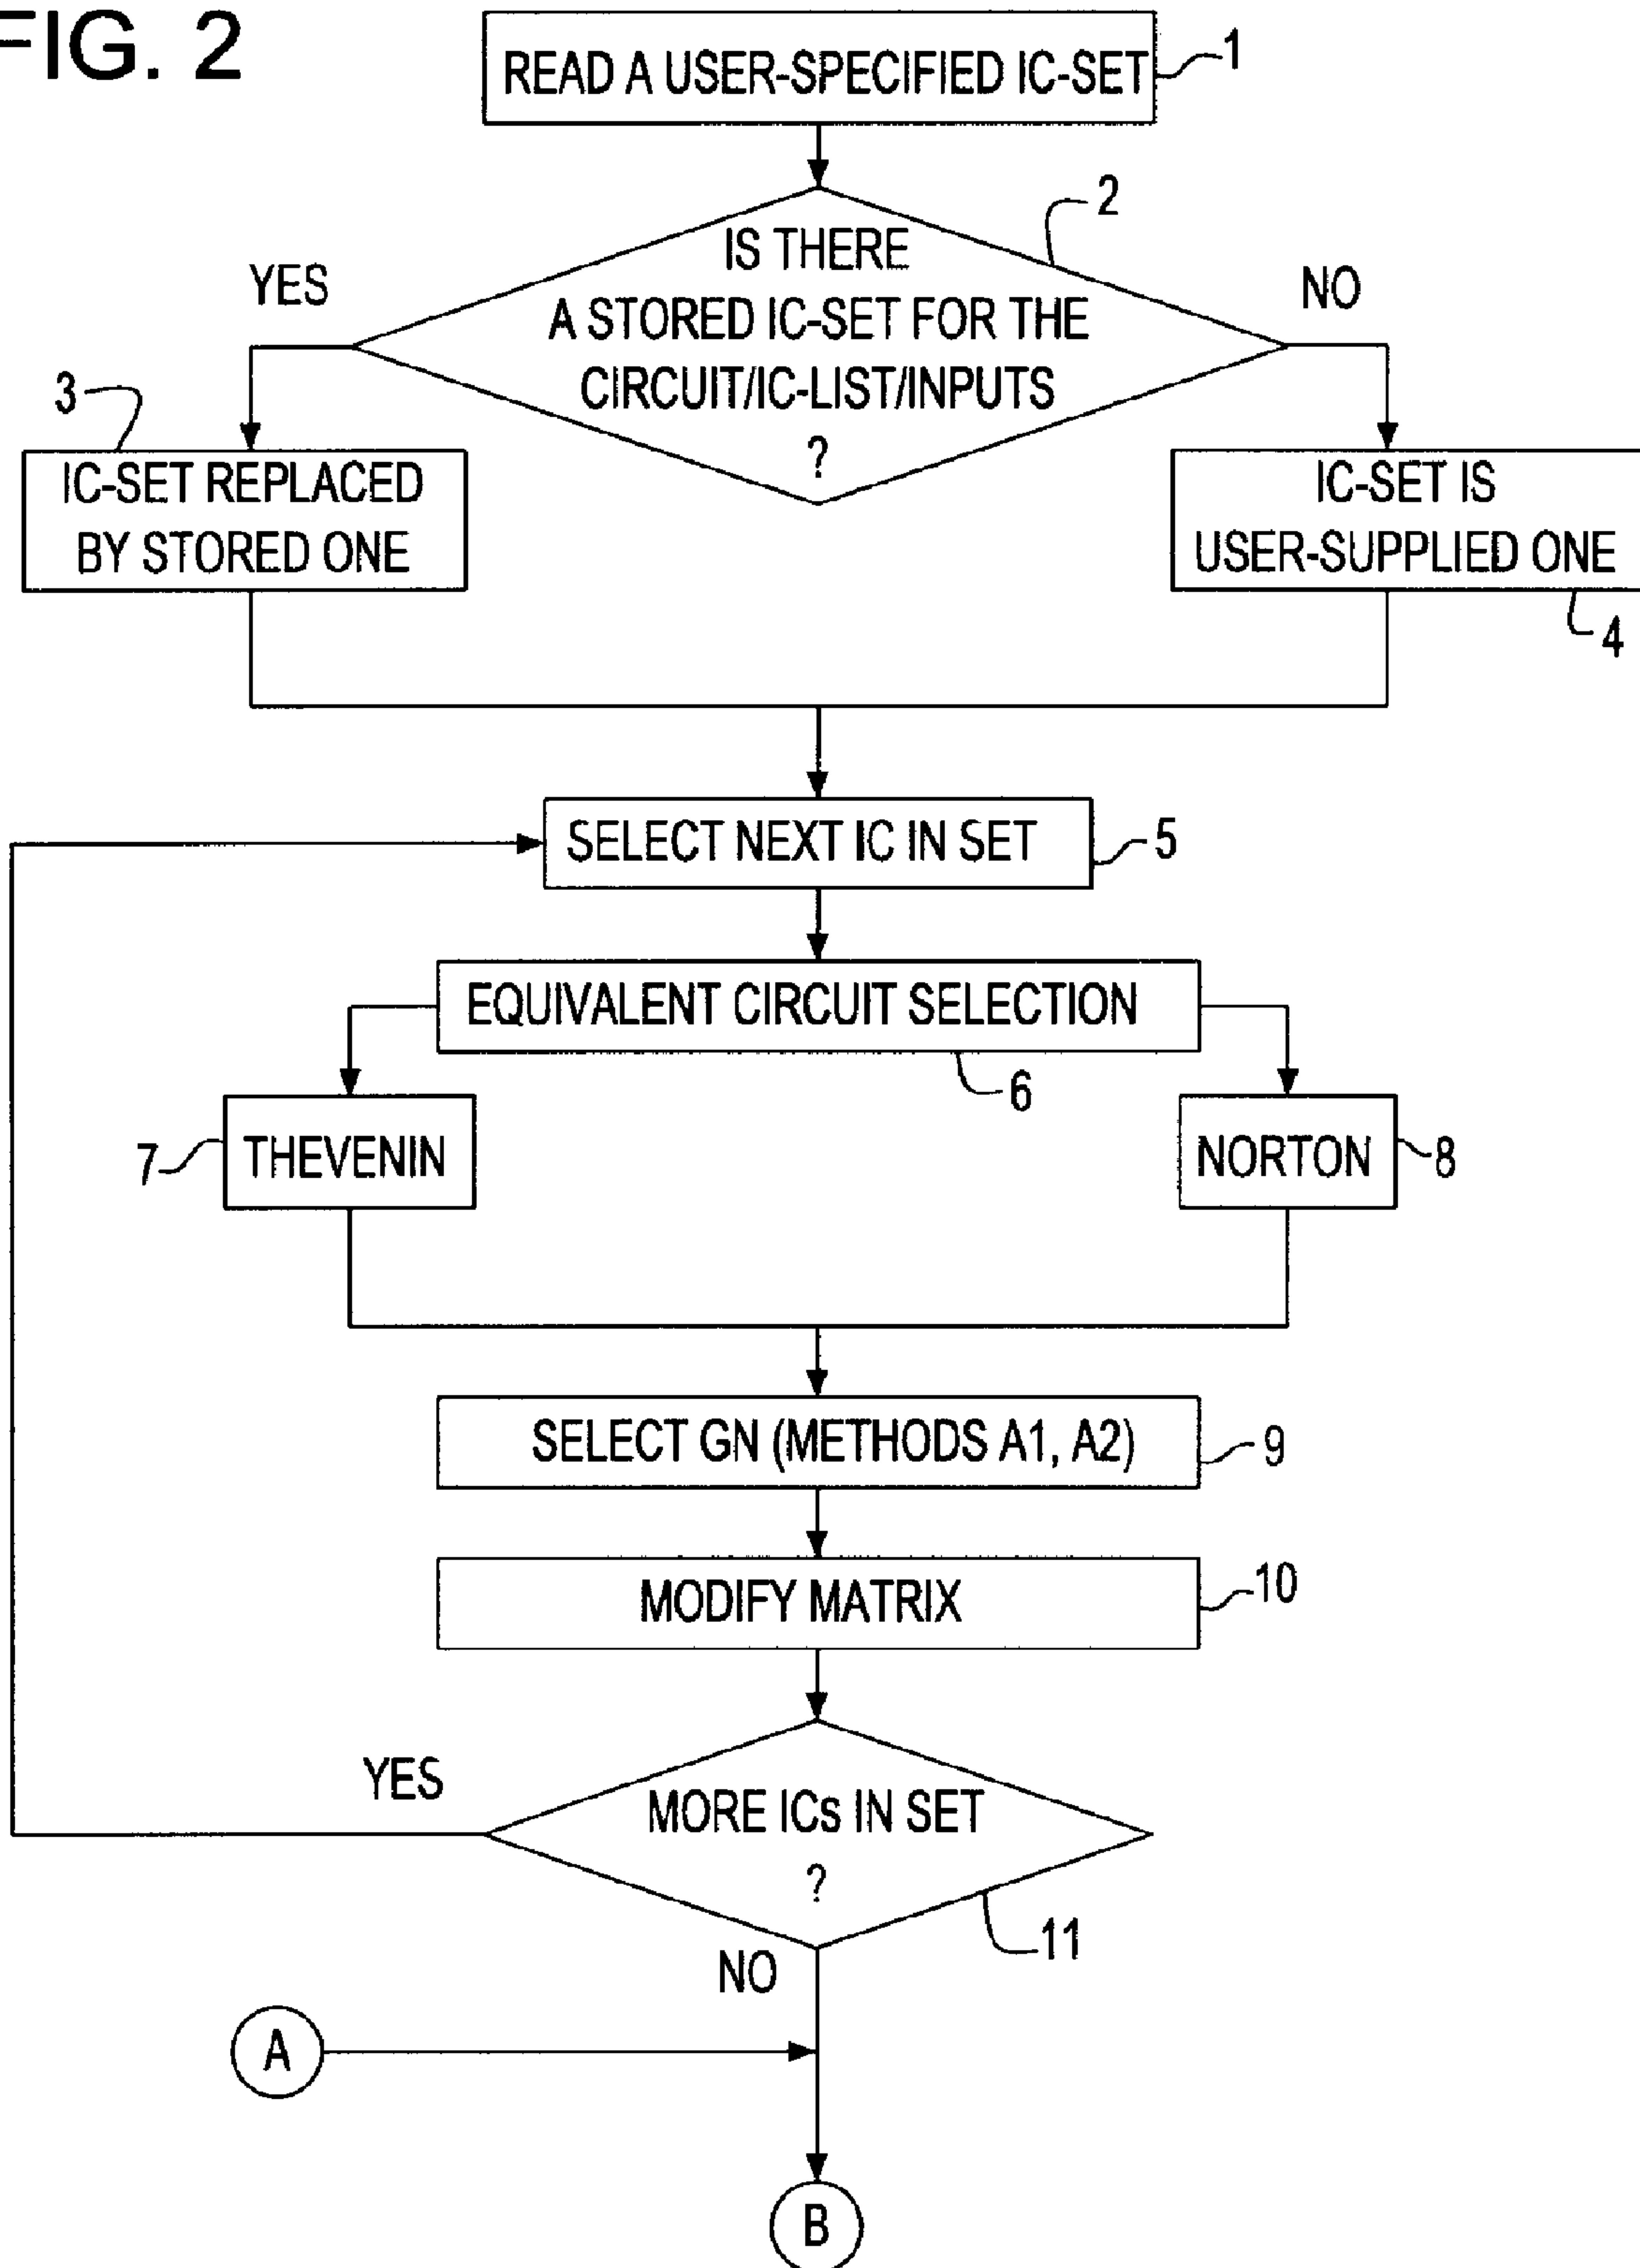 FIG. 2
READ A USER-SPECIFIED IC-SET
1
2
IS THERE
A STORED IC-SET FOR THE
CIRCUIT/IC-LIST/INPUTS
?
YES
NO
3
IC-SET REPLACED
BY STORED ONE
IC-SET IS
USER-SUPPLIED ONE
4
SELECT NEXT IC IN SET
5
EQUIVALENT CIRCUIT SELECTION
6
7
THEVENIN
NORTON
8
SELECT GN (METHODS A1, A2)
9
MODIFY MATRIX
10
YES
MORE ICs IN SET
?
11
NO
A
B